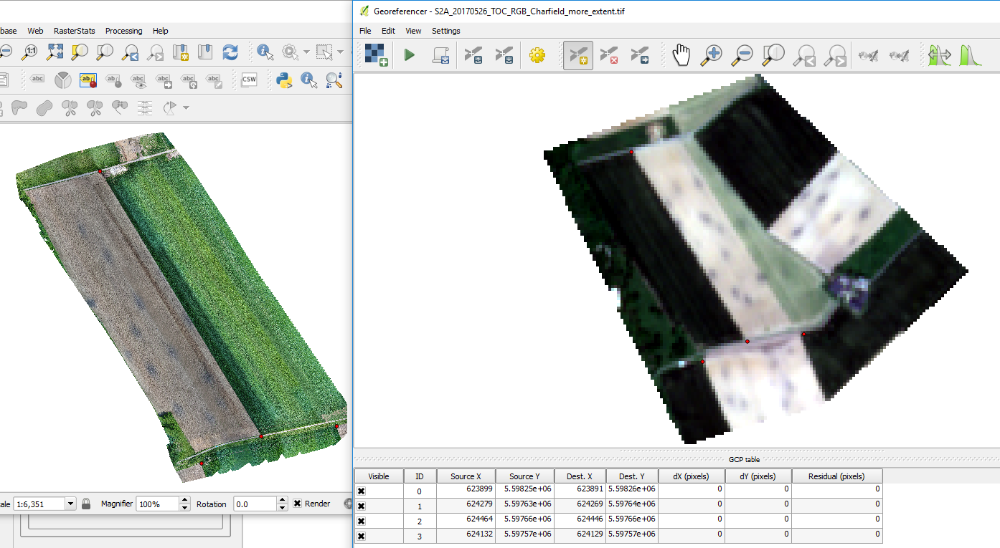 Georeferencer - S2A_20170526_TOC_RGB_Charfield_more_extent.tif
base Web RasterStats Processing Help
File Edit View Settings
1:1
abc ab ab abc abc abc abc CSW
GCP table
Visible ID Source X Source Y Dest. X Dest. Y dX (pixels) dY (pixels) Residual (pixels)
0 623899 5.59825e+06 623891 5.59826e+06 0 0 0
1 624279 5.59763e+06 624269 5.59764e+06 0 0 0
2 624464 5.59766e+06 624446 5.59766e+06 0 0 0
3 624132 5.59757e+06 624129 5.59757e+06 0 0 0
ale 1:6,351 Magnifier 100% Rotation 0.0 Render